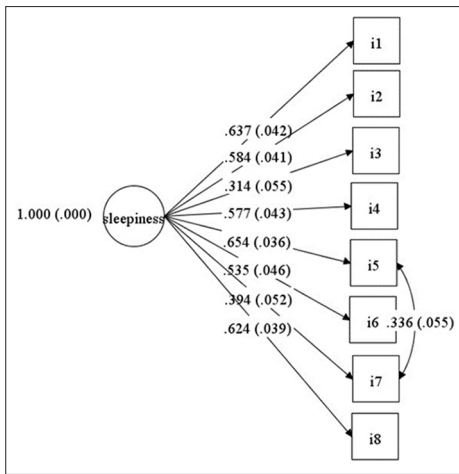 i1
i2
.637 (.042)
.584 (.041)
i3
.314 (.055)
.577 (.043)
i4
1.000 (.000)
sleepiness
.654 (.036)
i5
.535 (.046)
.394 (.052)
i6
.336 (.055)
.624 (.039)
i7
i8